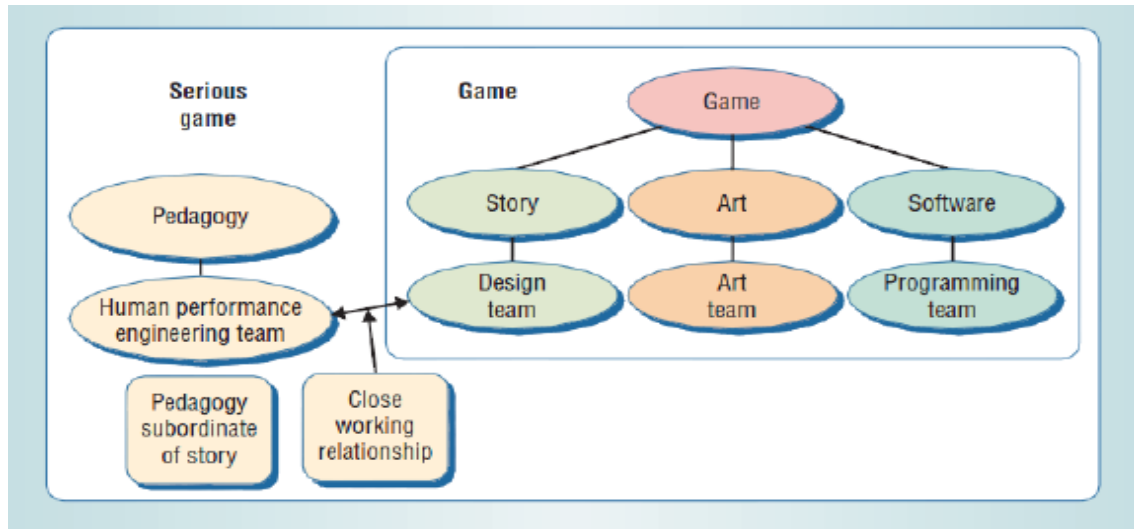 Serious
game
Game
Game
Story
Art
Software
Pedagogy
Design
team
Art
team
Programming
team
Human performance
engineering team
Pedagogy
subordinate
of story
Close
working
relationship